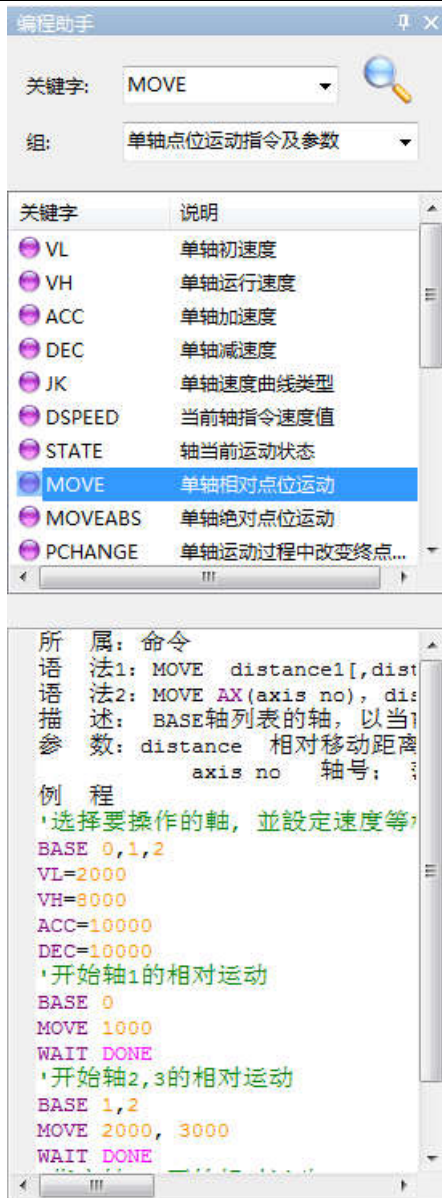 编程助手
关键字: MOVE
组: 单轴点位运动指令及参数
关键字 说明
VL 单轴初速度
VH 单轴运行速度
ACC 单轴加速度
DEC 单轴减速度
JK 单轴速度曲线类型
DSPEED 当前轴指令速度值
STATE 轴当前运动状态
MOVE 单轴相对点位运动
MOVEABS 单轴绝对点位运动
PCHANGE 单轴运动过程中改变终点...
所 属: 命令
语 法1: MOVE distance1[,dist
语 法2: MOVE AX(axis no), dis
描 述: BASE轴列表的轴, 以当
参 数: distance 相对移动距离
axis no 轴号;
例 程
'选择要操作的軸, 並設定速度等
BASE 0,1,2
VL=2000
VH=8000
ACC=10000
DEC=10000
'开始轴1的相对运动
BASE 0
MOVE 1000
WAIT DONE
'开始轴2,3的相对运动
BASE 1,2
MOVE 2000, 3000
WAIT DONE